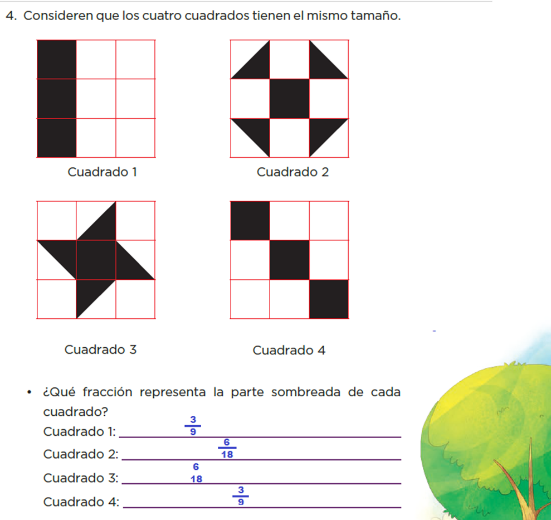 4. Consideren que los cuatro cuadrados tienen el mismo tamaño.
Cuadrado 1
Cuadrado 2
Cuadrado 3
Cuadrado 4
• ¿Qué fracción representa la parte sombreada de cada
cuadrado?
Cuadrado 1: 3/9
Cuadrado 2: 6/18
Cuadrado 3: 6/18
Cuadrado 4: 3/9